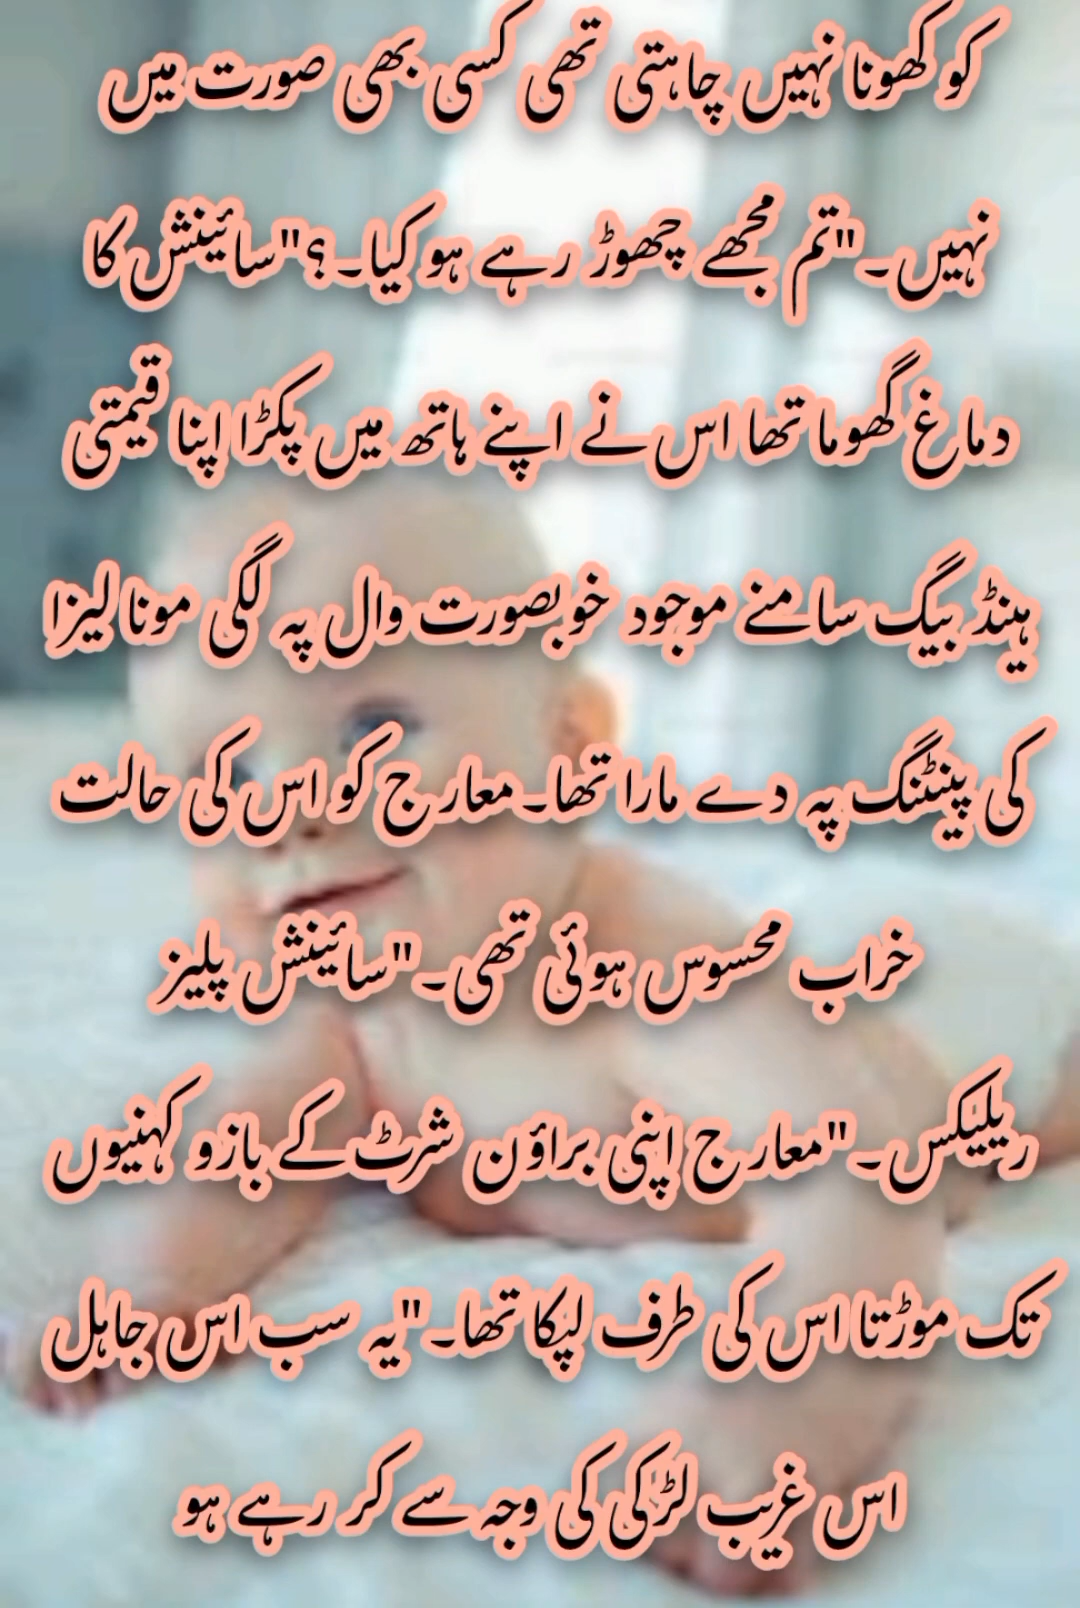 کو کھونا نہیں چاہتی تھی کسی بھی صورت میں
نہیں۔"تم مجھے چھوڑ رہے ہو کیا۔؟"سائینش کا
دماغ گھوما تھا اس نے اپنے ہاتھ میں پکڑا اپنا قیمتی
ہینڈ بیگ سامنے موجود خوبصورت وال پہ لگی مونا لیزا
کی پینٹنگ پہ دے مارا تھا۔معارج کو اس کی حالت
خراب محسوس ہوئی تھی۔"سائینش پلیز
ریلیکس۔"معارج اپنی براؤن شرٹ کے بازو کہنیوں
تک موڑتا اس کی طرف لپکا تھا۔"یہ سب اس جاہل
اس غریب لڑکی کی وجہ سے کر رہے ہو